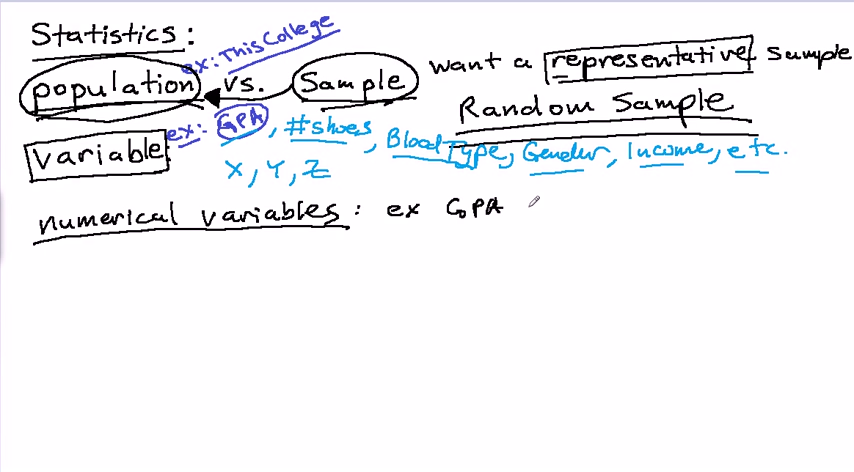 Statistics:
ex: This College
population vs. Sample want a representative sample
Random Sample
Variable: ex: GPA, #shoes, Blood Type, Gender, Income, etc.
X, Y, Z
numerical variables: ex GPA